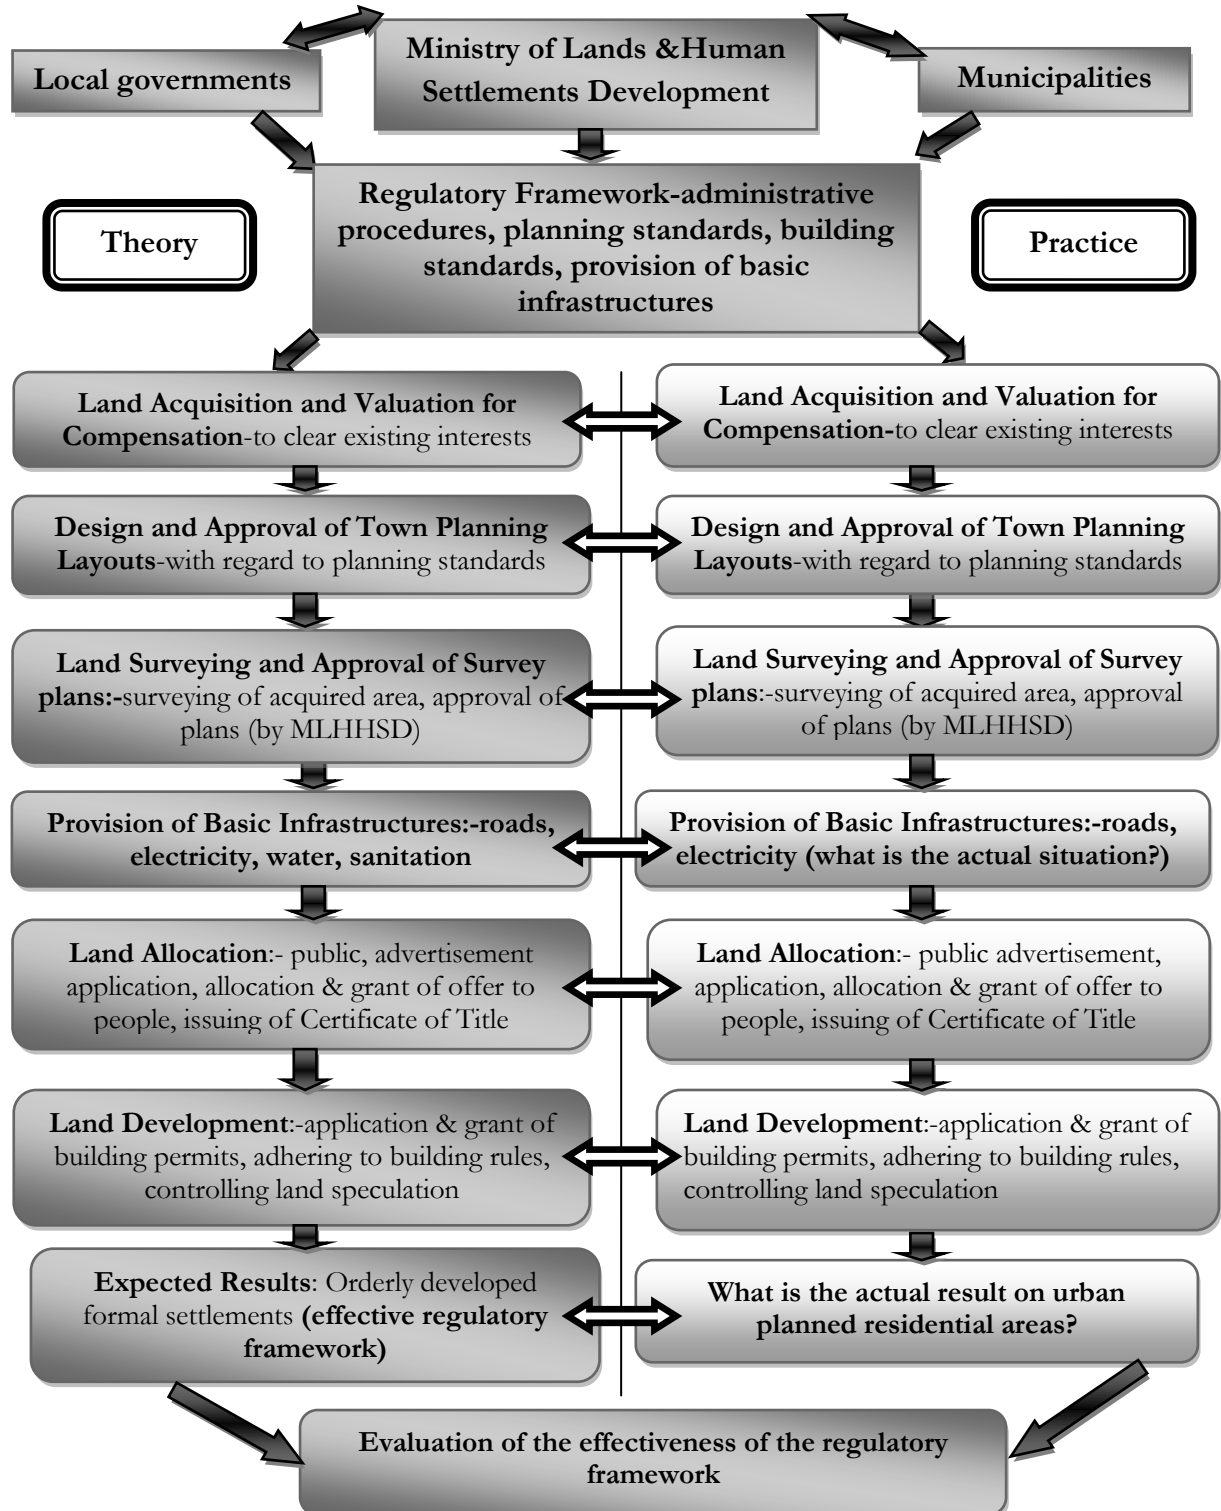 Local governments
Ministry of Lands &Human
Settlements Development
Municipalities
Regulatory Framework-administrative
procedures, planning standards, building
standards, provision of basic
infrastructures
Theory
Practice
Land Acquisition and Valuation for
Compensation-to clear existing interests
Land Acquisition and Valuation for
Compensation-to clear existing interests
Design and Approval of Town Planning
Layouts-with regard to planning standards
Design and Approval of Town Planning
Layouts-with regard to planning standards
Land Surveying and Approval of Survey
plans:-surveying of acquired area, approval of
plans (by MLHHSD)
Land Surveying and Approval of Survey
plans:-surveying of acquired area, approval
of plans (by MLHHSD)
Provision of Basic Infrastructures:-roads,
electricity, water, sanitation
Provision of Basic Infrastructures:-roads,
electricity (what is the actual situation?)
Land Allocation:- public, advertisement
application, allocation & grant of offer to
people, issuing of Certificate of Title
Land Allocation:- public advertisement,
application, allocation & grant of offer to
people, issuing of Certificate of Title
Land Development:-application & grant of
building permits, adhering to building rules,
controlling land speculation
Land Development:-application & grant of
building permits, adhering to building rules,
controlling land speculation
Expected Results: Orderly developed
formal settlements (effective regulatory
framework)
What is the actual result on urban
planned residential areas?
Evaluation of the effectiveness of the regulatory
framework